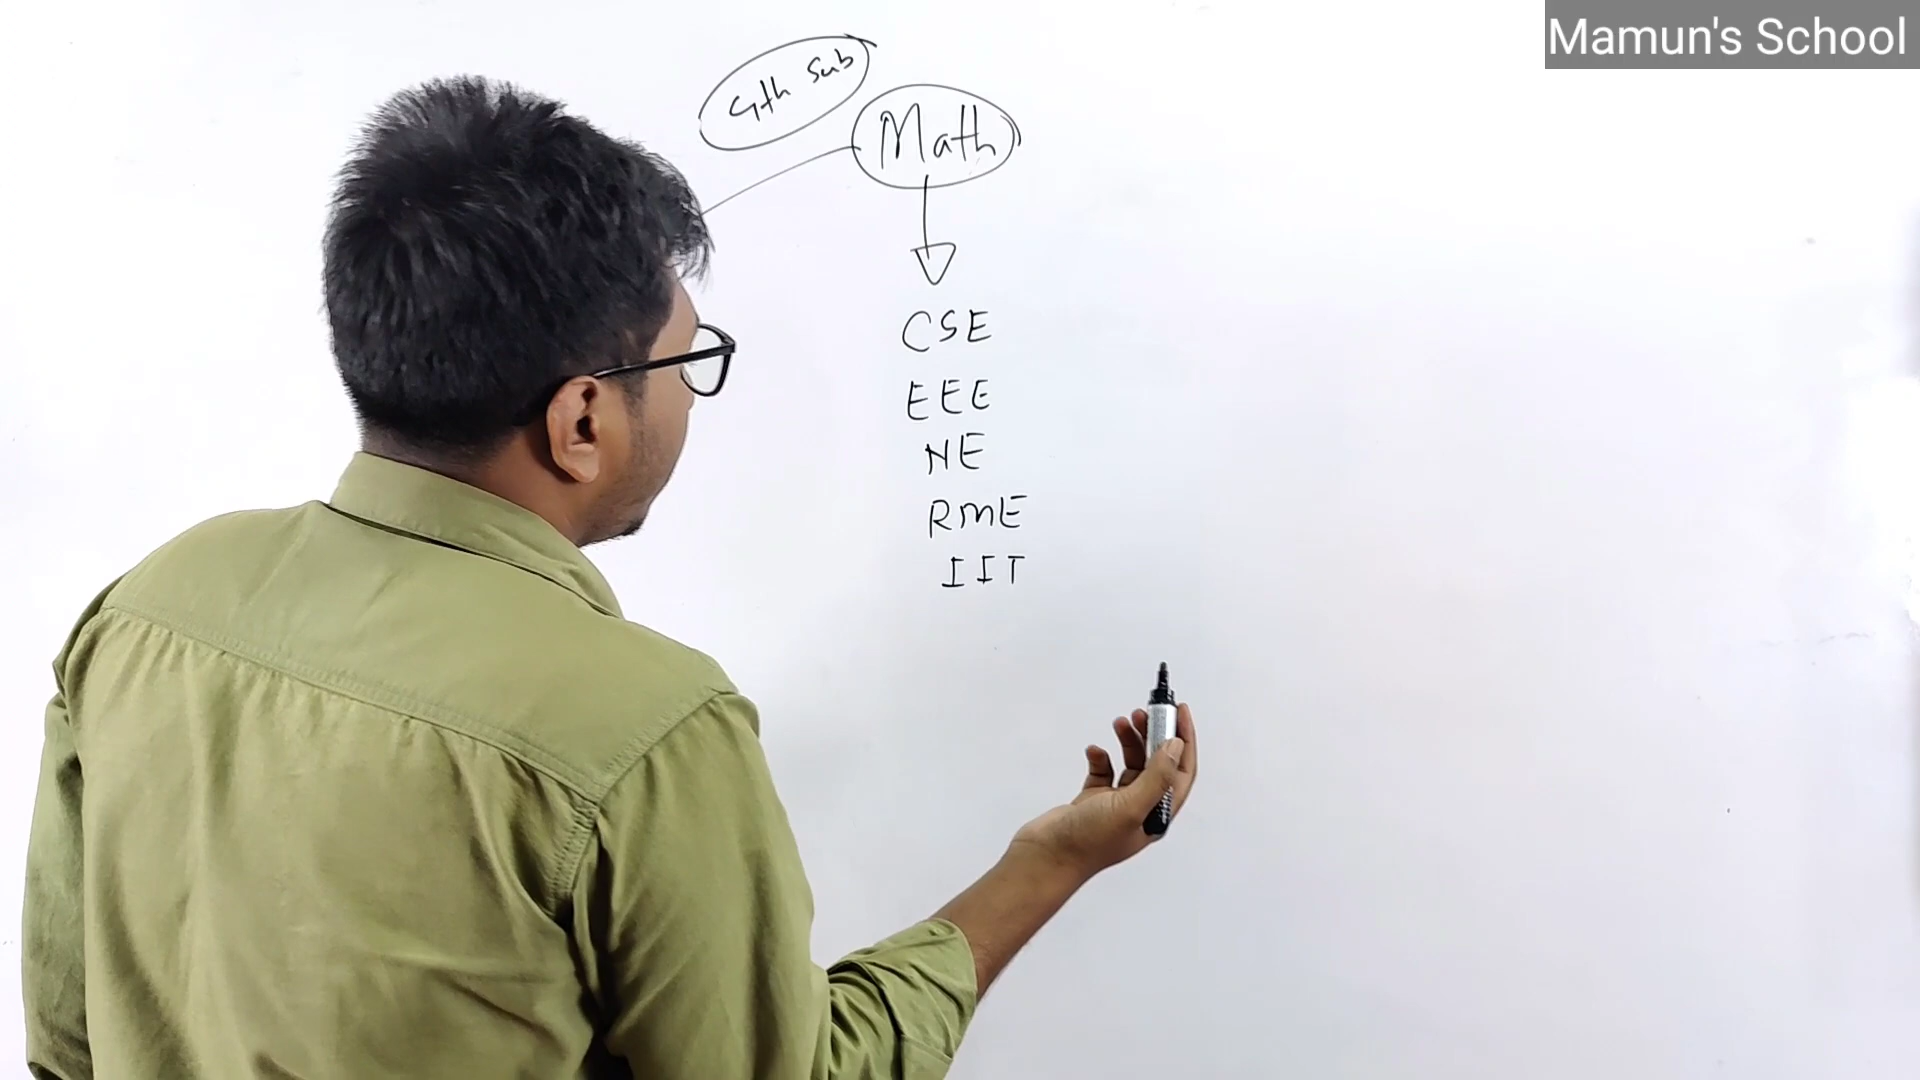 Mamun's School
4th Sub
Math
CSE
EEE
NE
RME
IIT